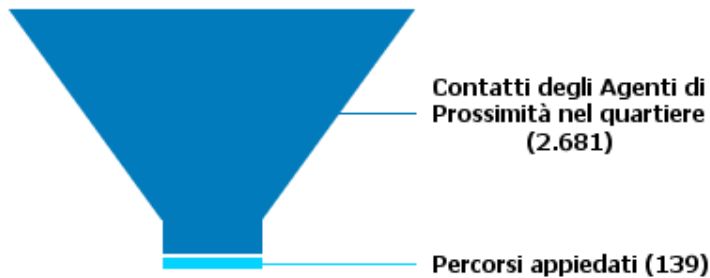 Contatti degli Agenti di
Prossimità nel quartiere
(2.681)
Percorsi appiedati (139)